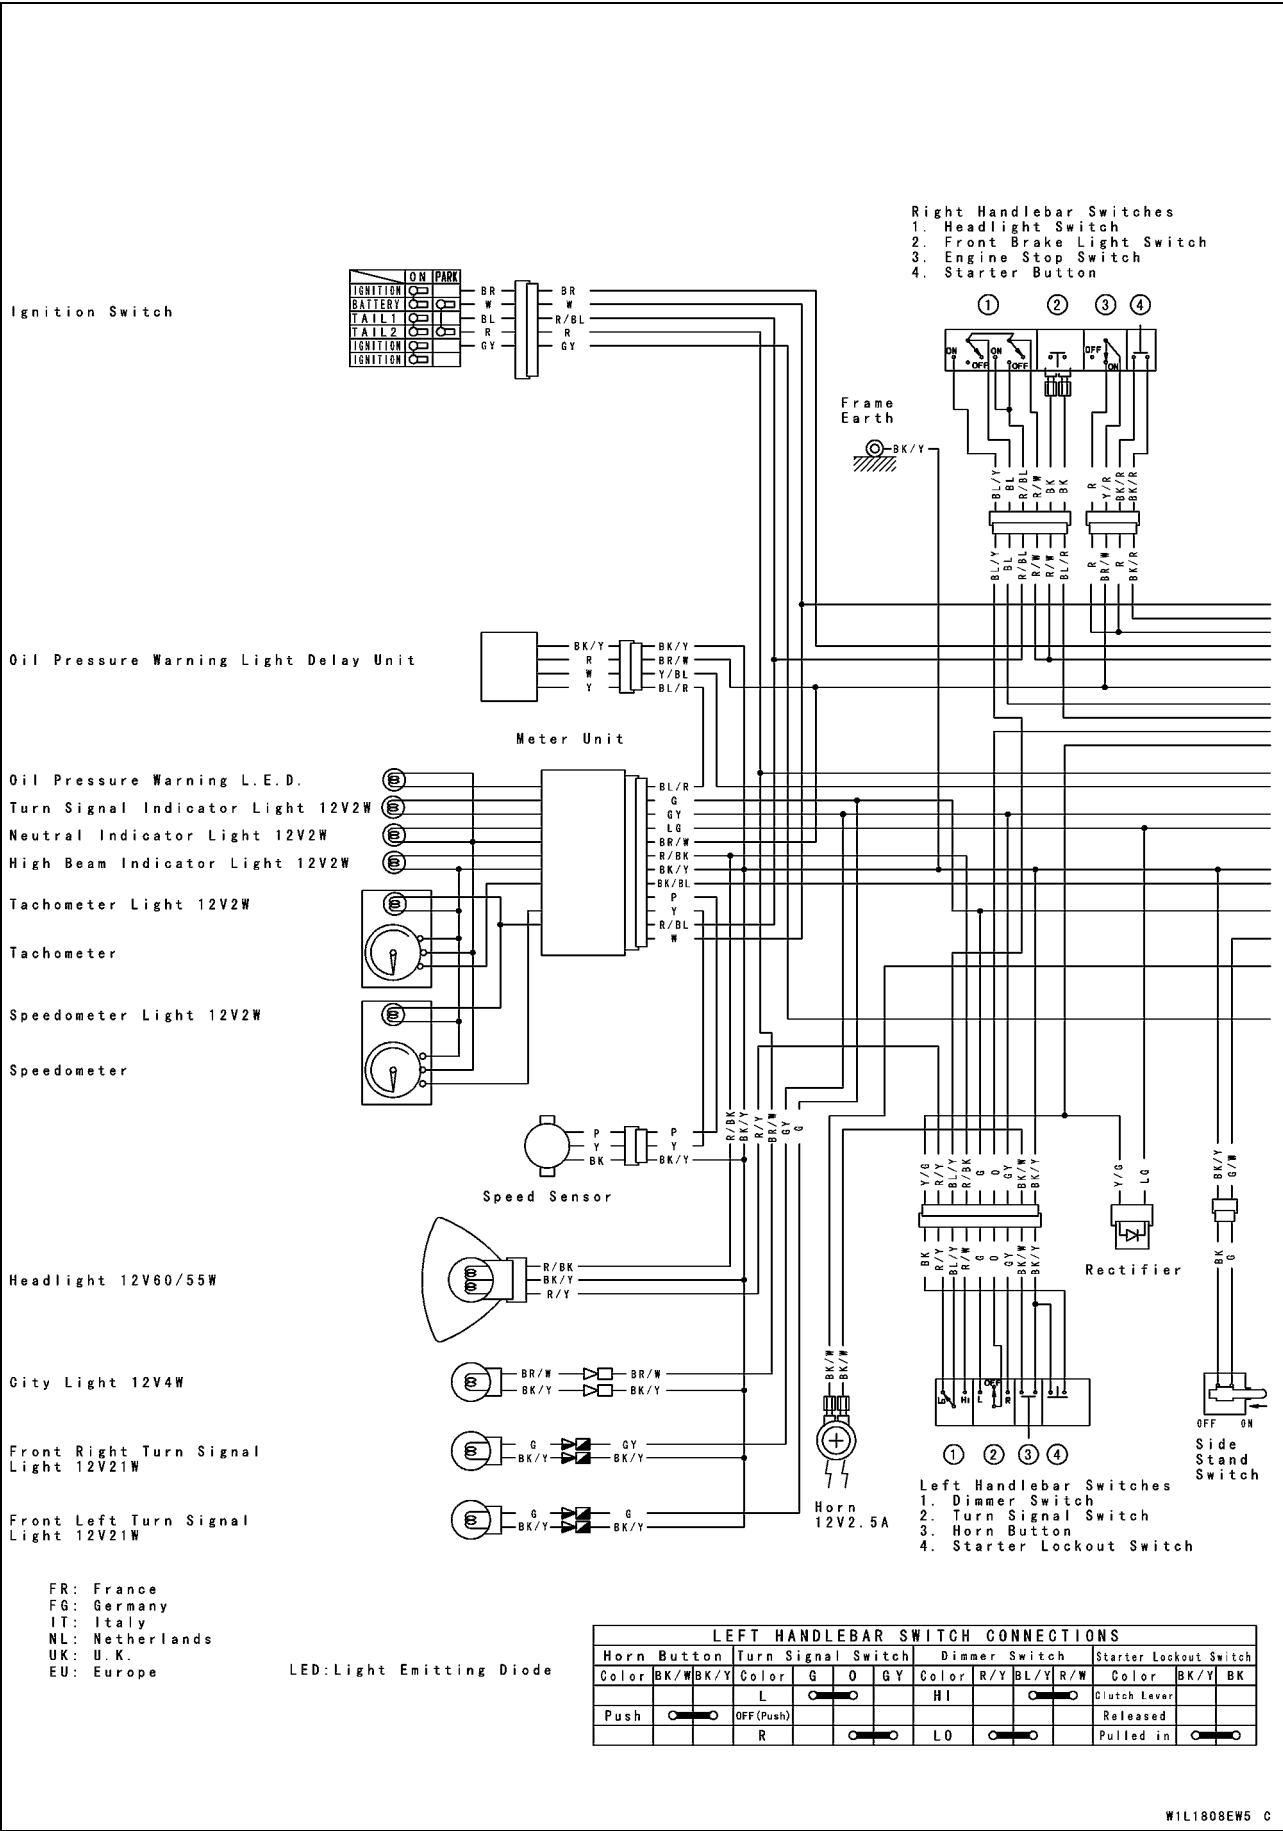 Right Handlebar Switches
1. Headlight Switch
2. Front Brake Light Switch
3. Engine Stop Switch
4. Starter Button
1 2 3 4
ON OFF ON OFF OFF ON
ON PARK
IGNITION
BATTERY
TAIL1
TAIL2
IGNITION
IGNITION
BR BR
W W
BL R/BL
R R
GY GY
Ignition Switch
Frame
Earth
BK/Y
BL/Y BL R/BL R/W BK BK R Y/R BK/R BK/R
BL/Y BL R/BL R/W R/W BL/R R BR/W R BK/R
Oil Pressure Warning Light Delay Unit
BK/Y BK/Y
R BR/W
W Y/BL
Y BL/R
Meter Unit
Oil Pressure Warning L.E.D.
Turn Signal Indicator Light 12V2W
Neutral Indicator Light 12V2W
High Beam Indicator Light 12V2W
Tachometer Light 12V2W
Tachometer
Speedometer Light 12V2W
Speedometer
BL/R
G
GY
LG
BR/W
R/BK
BK/Y
BK/BL
P
Y
R/BL
W
R/BK BK/Y R/Y BR/W GY G
P P
Y Y
BK BK/Y
Speed Sensor
Y/G R/Y BL/Y R/BK G O GY BK/W BK/Y
Y/G LG
BK/Y G/W
BK R/Y BL/Y R/W G O GY BK/W BK/Y
Rectifier
BK G
Headlight 12V60/55W
R/BK
BK/Y
R/Y
City Light 12V4W
BR/W BR/W
BK/Y BK/Y
BK/W BK/W
Lo Hi L OFF R
OFF ON
Side
Stand
Switch
Front Right Turn Signal
Light 12V21W
G GY
BK/Y BK/Y
Front Left Turn Signal
Light 12V21W
G G
BK/Y BK/Y
Horn
12V2.5A
1 2 3 4
Left Handlebar Switches
1. Dimmer Switch
2. Turn Signal Switch
3. Horn Button
4. Starter Lockout Switch
FR: France
FG: Germany
IT: Italy
NL: Netherlands
UK: U.K.
EU: Europe
LED:Light Emitting Diode
LEFT HANDLEBAR SWITCH CONNECTIONS
Horn Button Turn Signal Switch Dimmer Switch Starter Lockout Switch
Color BK/W BK/Y Color G O GY Color R/Y BL/Y R/W Color BK/Y BK
L HI Clutch Lever
Push OFF(Push) Released
R LO Pulled in
W1L1808EW5 C